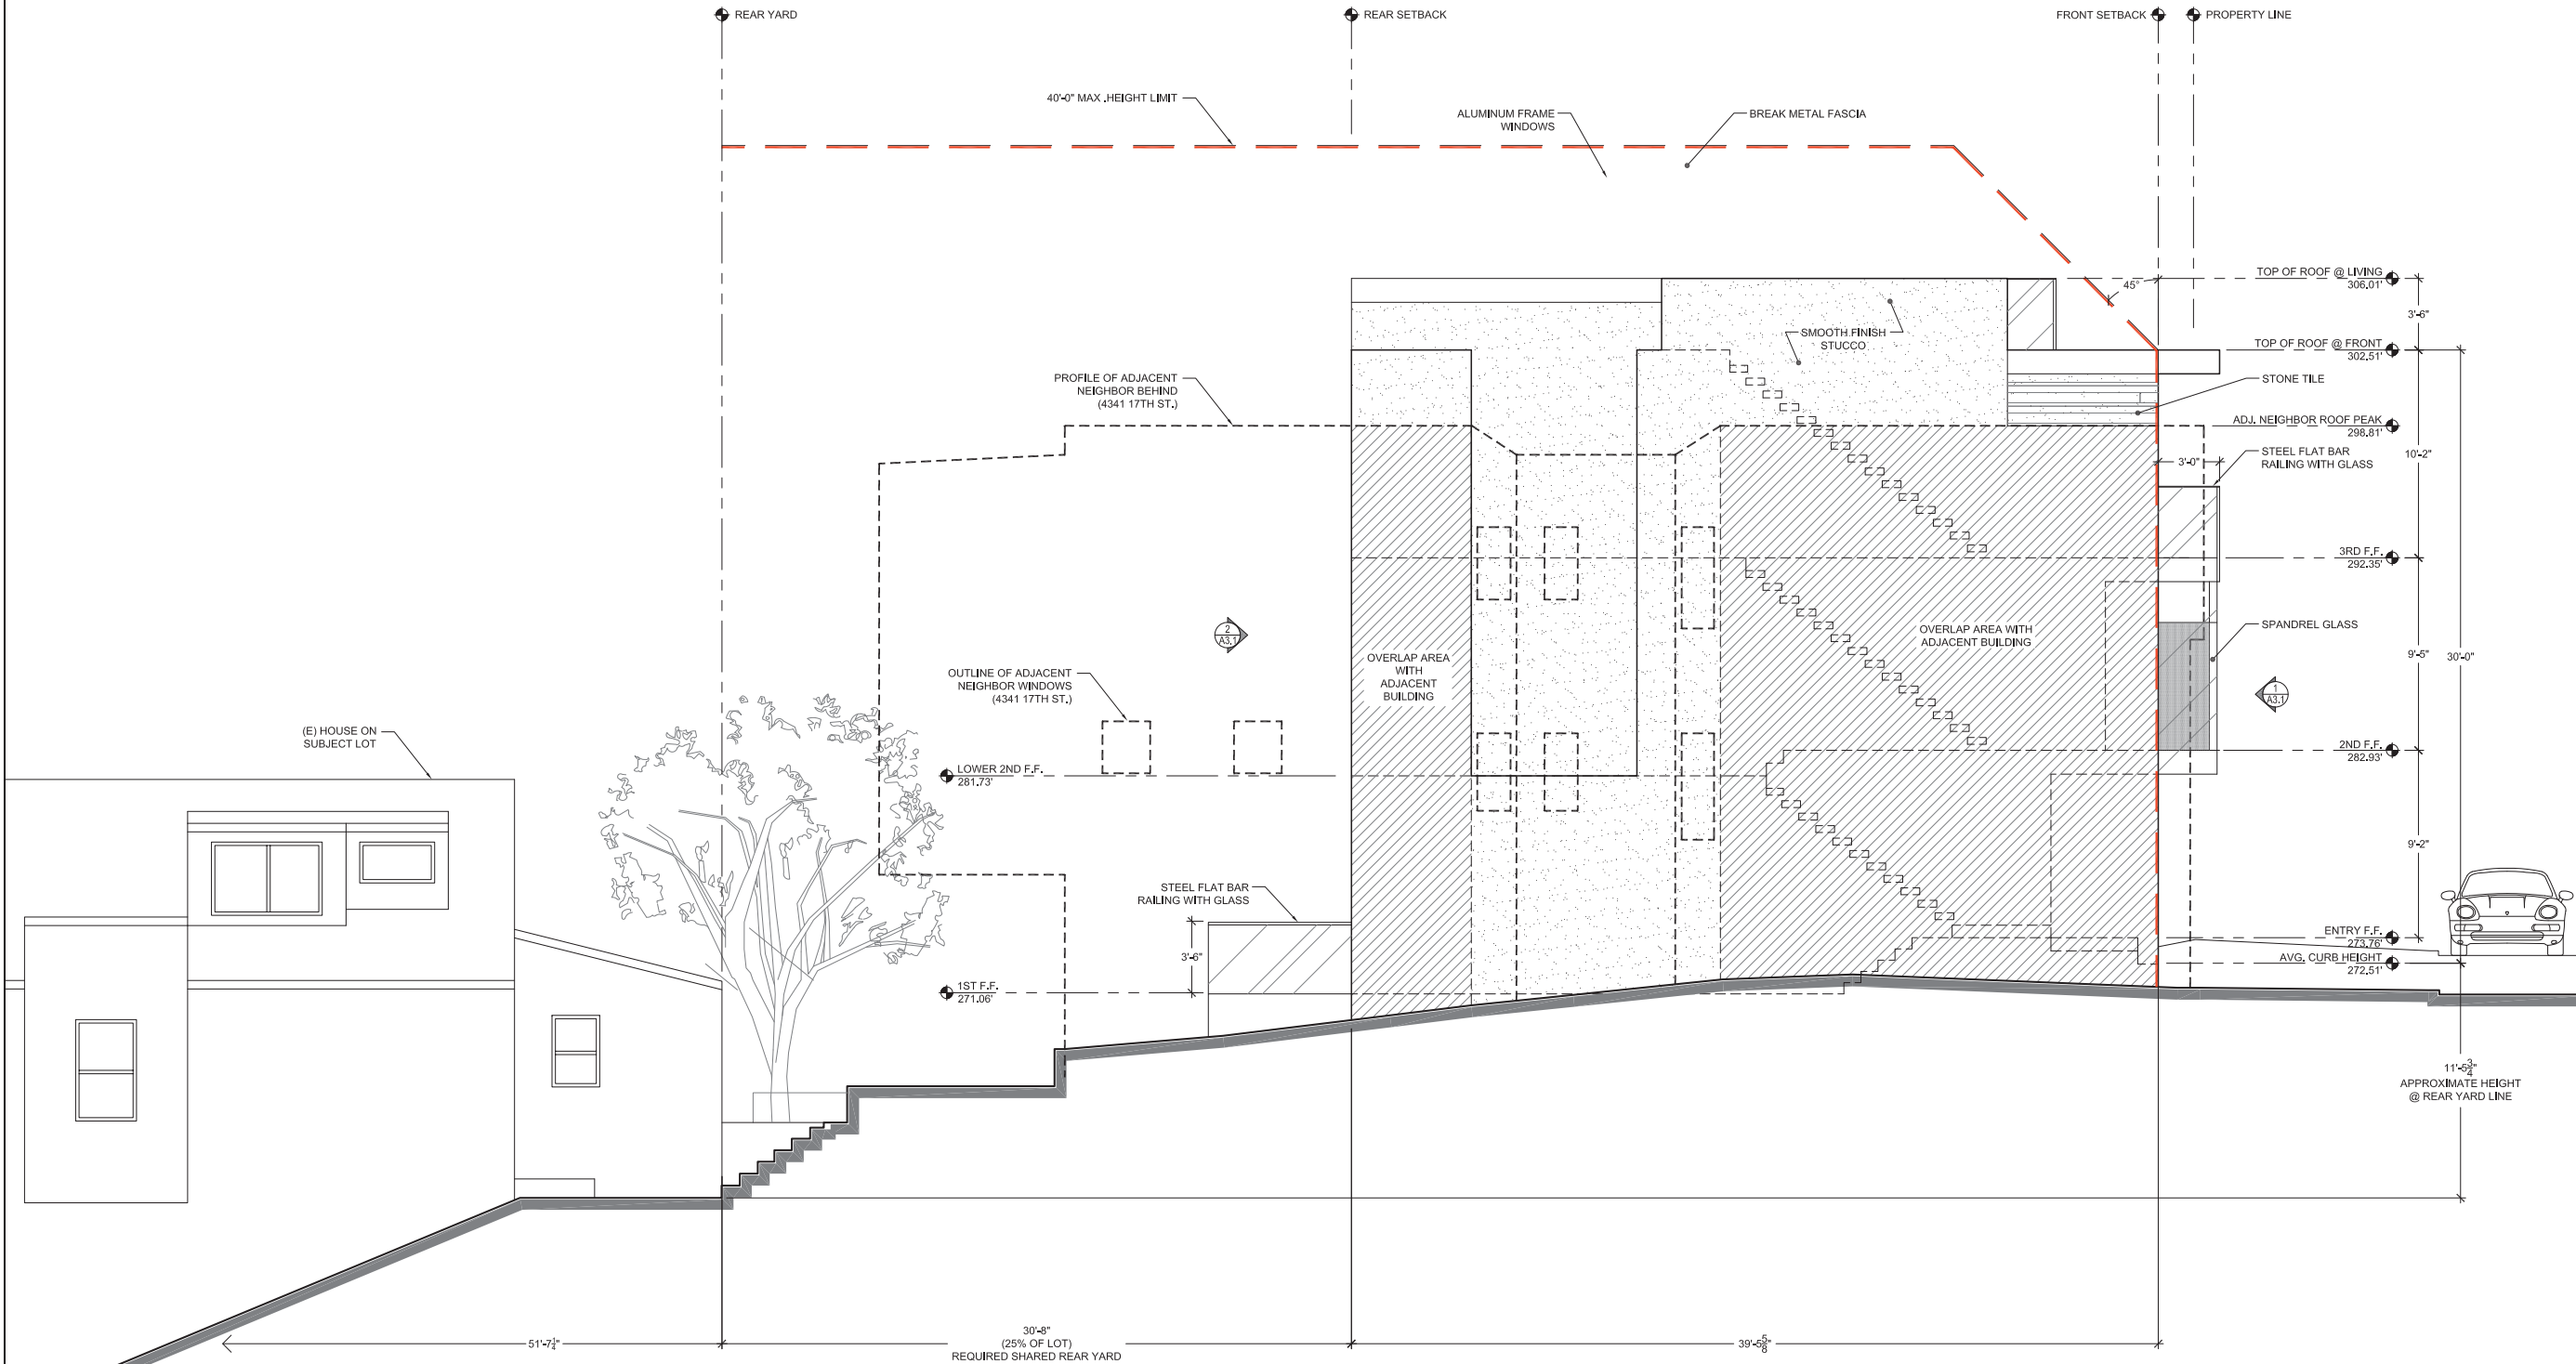 REAR YARD
REAR SETBACK
FRONT SETBACK
PROPERTY LINE
40'-0" MAX .HEIGHT LIMIT
ALUMINUM FRAME
WINDOWS
BREAK METAL FASCIA
TOP OF ROOF @ LIVING
306.01'
45°
3'-6"
SMOOTH FINISH
STUCCO
TOP OF ROOF @ FRONT
302.51'
STONE TILE
PROFILE OF ADJACENT
NEIGHBOR BEHIND
(4341 17TH ST.)
ADJ. NEIGHBOR ROOF PEAK
298.81'
10'-2"
3'-0"
STEEL FLAT BAR
RAILING WITH GLASS
3RD F.F.
292.35'
2
A3.1
OVERLAP AREA WITH
ADJACENT BUILDING
SPANDREL GLASS
OVERLAP AREA
WITH
ADJACENT
BUILDING
9'-5"
30'-0"
OUTLINE OF ADJACENT
NEIGHBOR WINDOWS
(4341 17TH ST.)
1
A3.1
(E) HOUSE ON
SUBJECT LOT
2ND F.F.
282.93'
LOWER 2ND F.F.
281.73'
9'-2"
STEEL FLAT BAR
RAILING WITH GLASS
3'-6"
ENTRY F.F.
273.76'
AVG. CURB HEIGHT
272.51'
1ST F.F.
271.06'
11'-5 3/4"
APPROXIMATE HEIGHT
@ REAR YARD LINE
51'-7 1/4"
30'-8"
(25% OF LOT)
REQUIRED SHARED REAR YARD
39'-5 5/8"